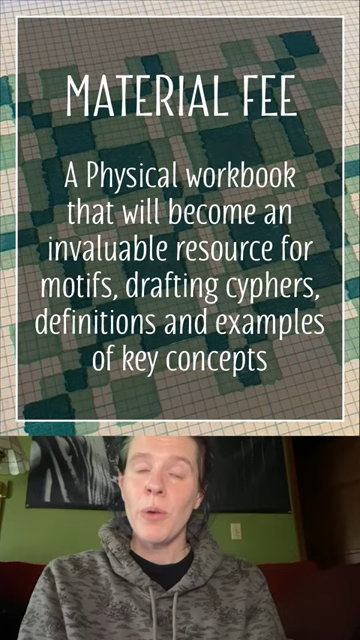 MATERIAL FEE
A Physical workbook
that will become an
invaluable resource for
motifs, drafting cyphers,
definitions and examples
of key concepts